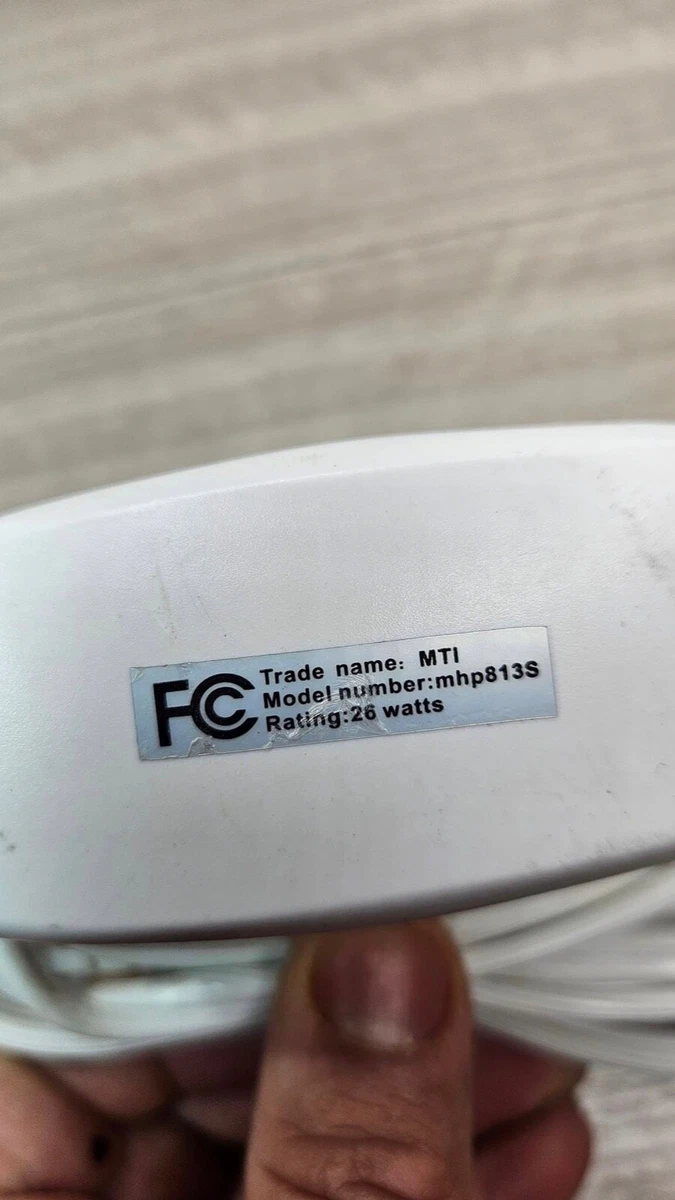 FC Trade name: MTI
Model number:mhp813S
Rating:26 watts